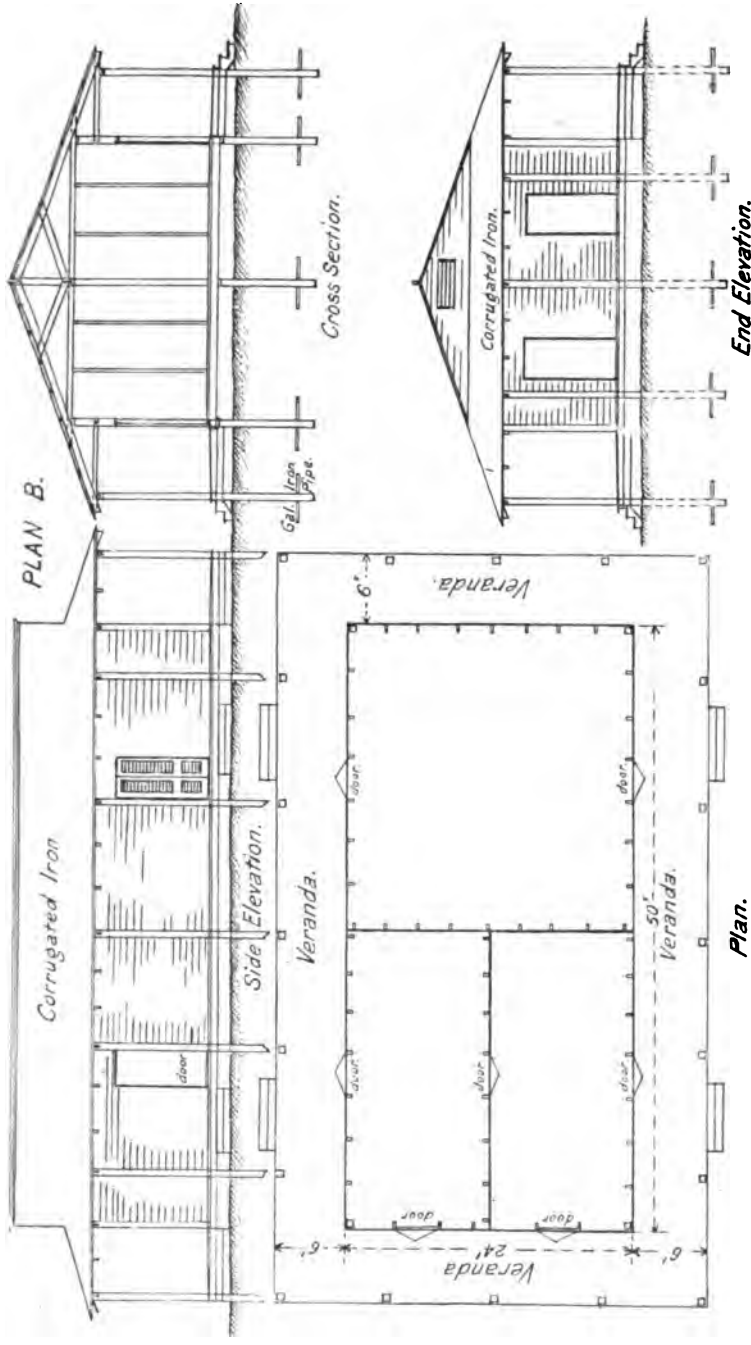 PLAN B.
Corrugated Iron
door
Side Elevation.
Cross Section.
Gal. Iron
Pipe.
Corrugated Iron.
End Elevation.
Veranda.
Veranda.
6'
door.
door.
door.
door.
door
door
door
6'
24'
6'
Veranda
50'
Veranda.
Plan.